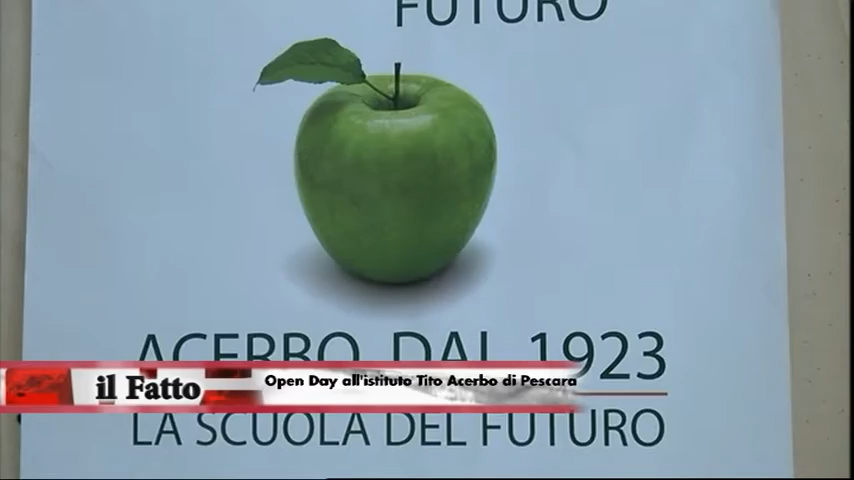 FUTURO
ACERBO DAL 1923
il Fatto
Open Day all'istituto Tito Acerbo di Pescara
LA SCUOLA DEL FUTURO